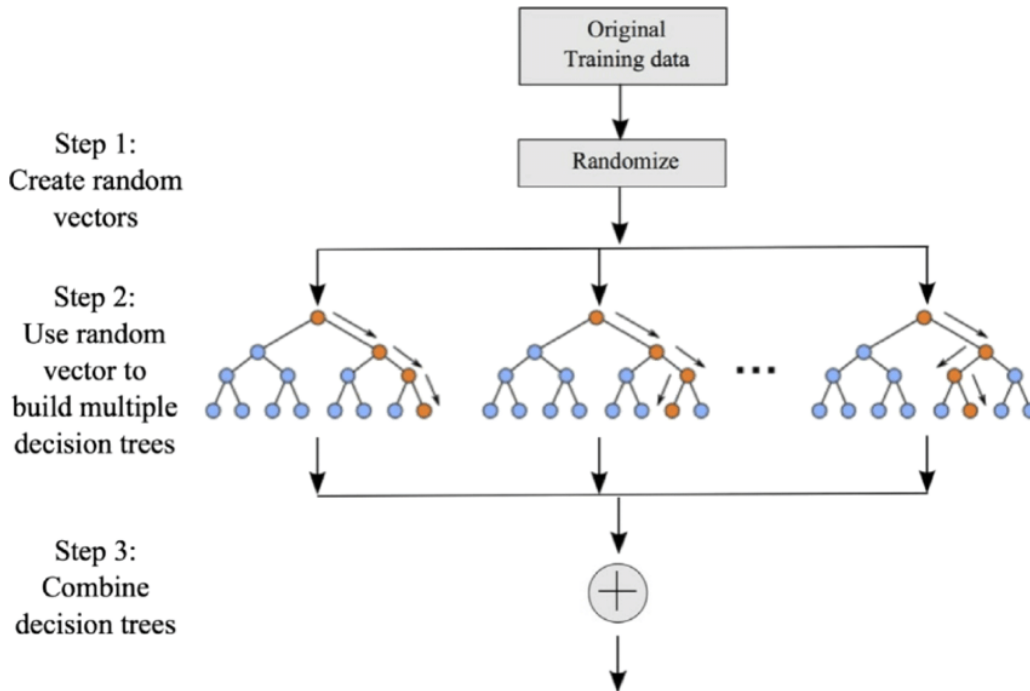 Original
Training data
Step 1:
Create random
vectors
Randomize
Step 2:
Use random
vector to
build multiple
decision trees
...
Step 3:
Combine
decision trees